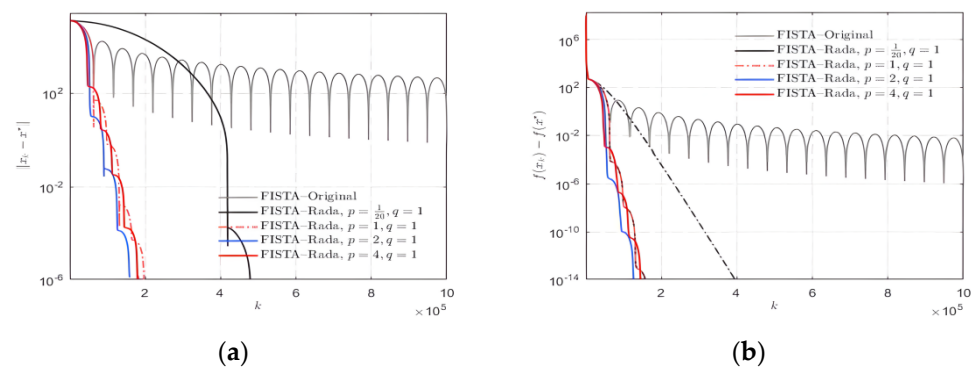 10^2
10^-2
10^-6
‖x_k − x*‖
FISTA–Original
FISTA–Rada, p = 1/20, q = 1
FISTA–Rada, p = 1, q = 1
FISTA–Rada, p = 2, q = 1
FISTA–Rada, p = 4, q = 1
2 4 6 8 10
k
×10^5
(a)
10^6
10^2
10^-2
10^-6
10^-10
10^-14
f(x_k) − f(x*)
FISTA–Original
FISTA–Rada, p = 1/20, q = 1
FISTA–Rada, p = 1, q = 1
FISTA–Rada, p = 2, q = 1
FISTA–Rada, p = 4, q = 1
2 4 6 8 10
k
×10^5
(b)